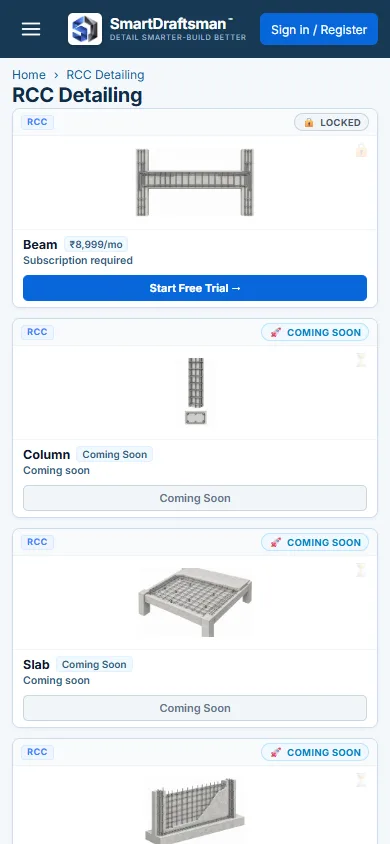 SmartDraftsman
DETAIL SMARTER-BUILD BETTER
Sign in / Register
Home › RCC Detailing
RCC Detailing
RCC
LOCKED
Beam ₹8,999/mo
Subscription required
Start Free Trial →
RCC
COMING SOON
Column Coming Soon
Coming soon
Coming Soon
RCC
COMING SOON
Slab Coming Soon
Coming soon
Coming Soon
RCC
COMING SOON